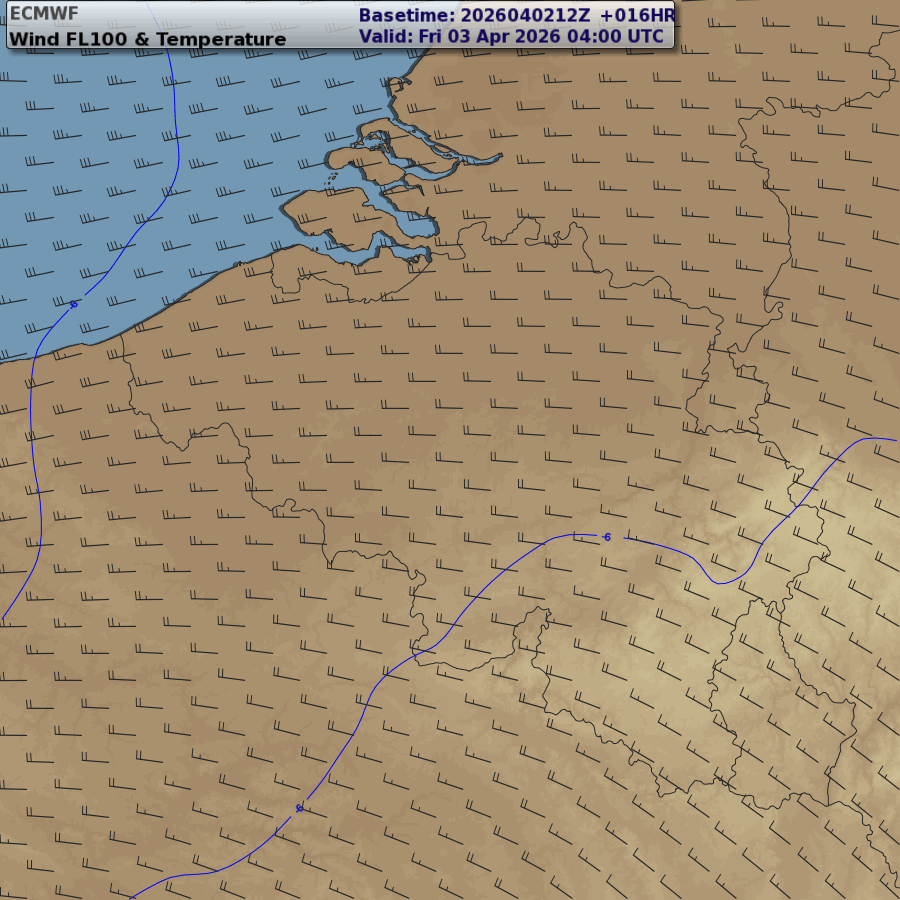 ECMWF
Basetime: 2026040212Z +016HR
Wind FL100 & Temperature
Valid: Fri 03 Apr 2026 04:00 UTC
-6